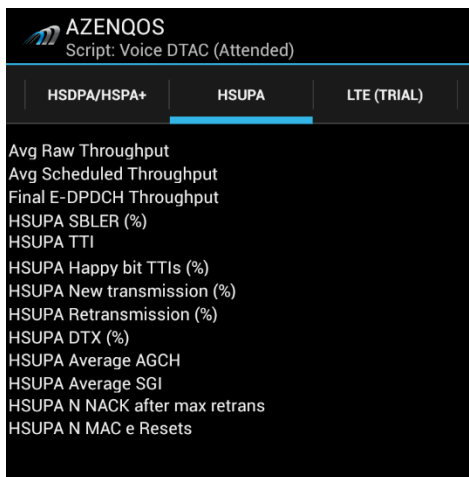 AZENQOS
Script: Voice DTAC (Attended)
HSDPA/HSPA+ HSUPA LTE (TRIAL)
Avg Raw Throughput
Avg Scheduled Throughput
Final E-DPDCH Throughput
HSUPA SBLER (%)
HSUPA TTI
HSUPA Happy bit TTIs (%)
HSUPA New transmission (%)
HSUPA Retransmission (%)
HSUPA DTX (%)
HSUPA Average AGCH
HSUPA Average SGI
HSUPA N NACK after max retrans
HSUPA N MAC e Resets